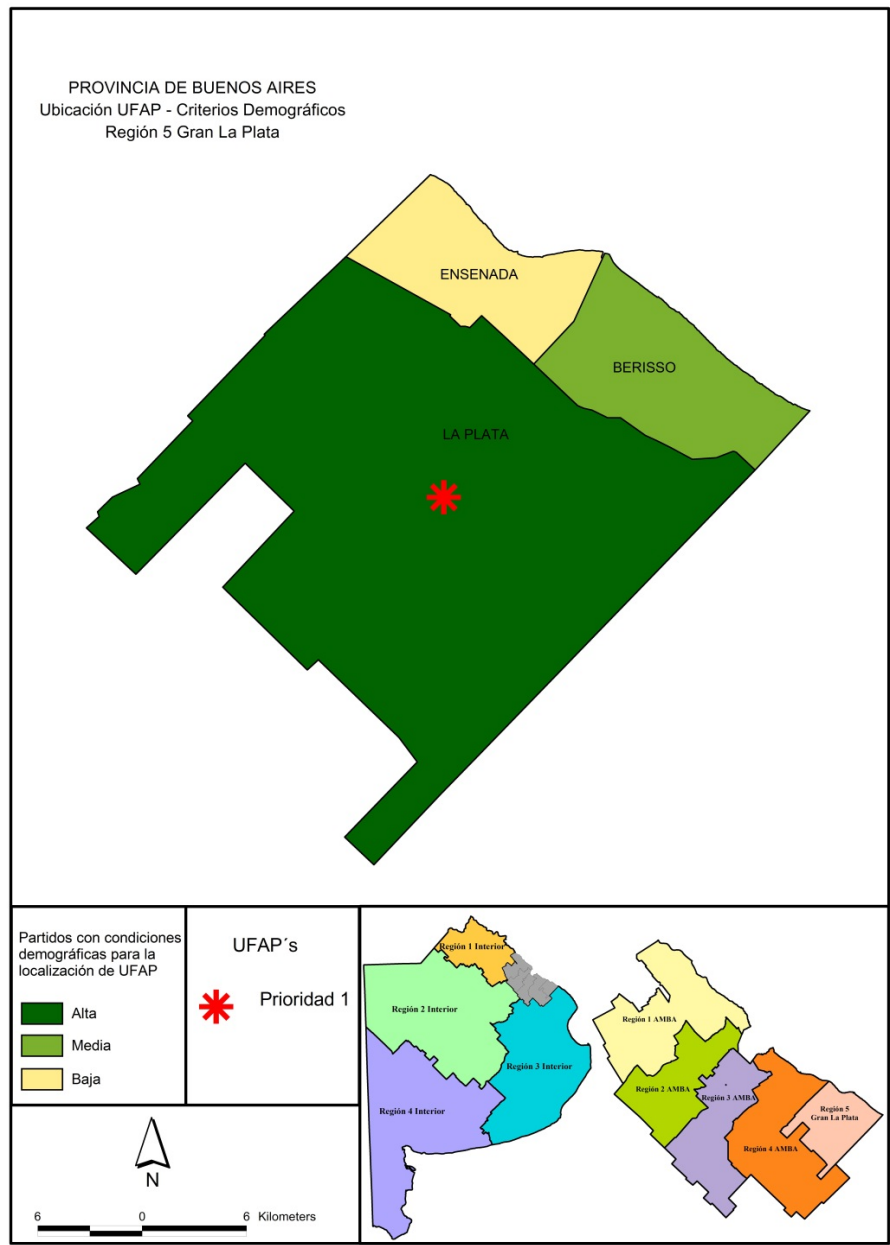 PROVINCIA DE BUENOS AIRES
Ubicación UFAP - Criterios Demográficos
Región 5 Gran La Plata
ENSENADA
BERISSO
LA PLATA
Partidos con condiciones
demográficas para la
localización de UFAP
Alta
Media
Baja
UFAP´s
Prioridad 1
N
6 0 6 Kilometers
Región 1 Interior
Región 2 Interior
Región 3 Interior
Región 4 Interior
Región 1 AMBA
Región 2 AMBA
Región 3 AMBA
Región 4 AMBA
Región 5
Gran La Plata